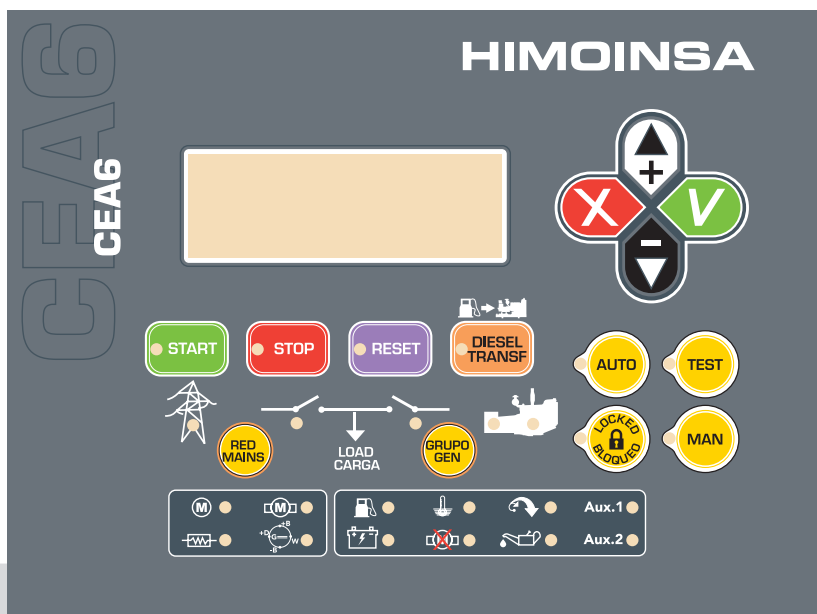 CEA6
CEA6
HIMOINSA
+
X
V
-
START
STOP
RESET
DIESEL
TRANSF
AUTO
TEST
RED
MAINS
LOAD
CARGA
GRUPO
GEN
LOCKED
BLOQUEO
MAN
M
M
Aux.1
+D
G
+B
W
-B
+
-
M
Aux.2